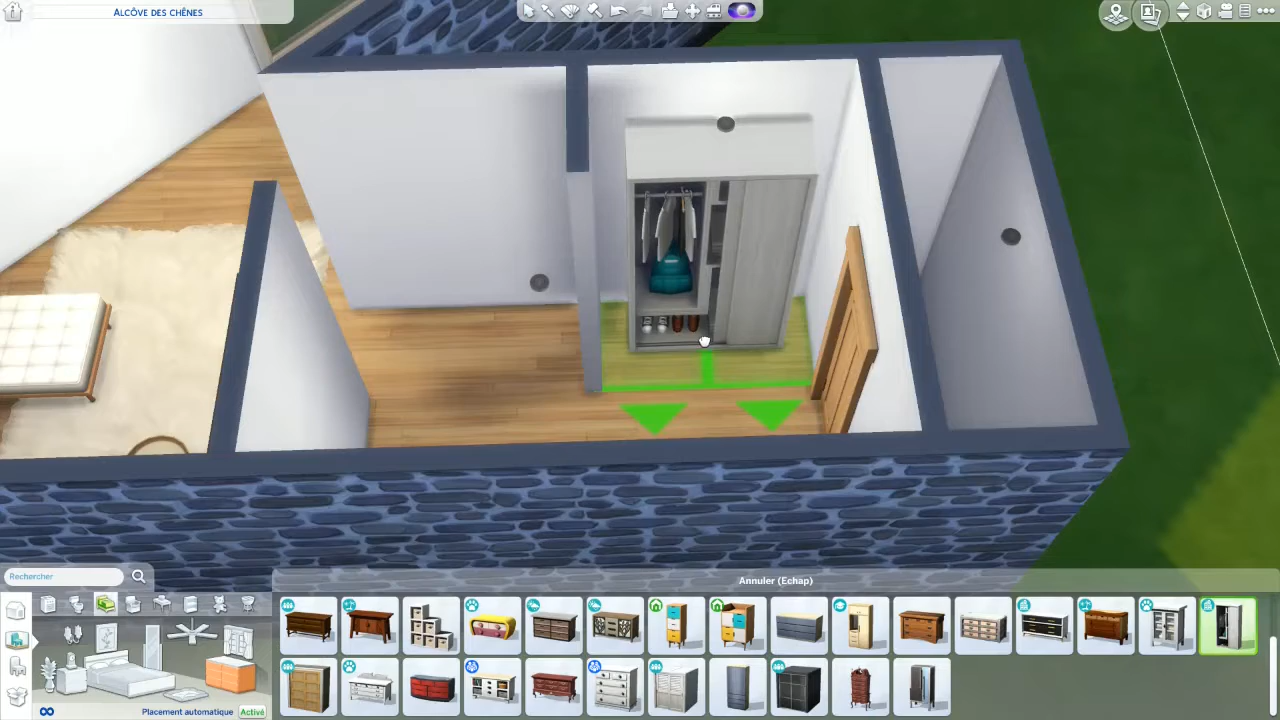 ALCÔVE DES CHÊNES
Annuler (Echap)
Rechercher
Placement automatique
Activé